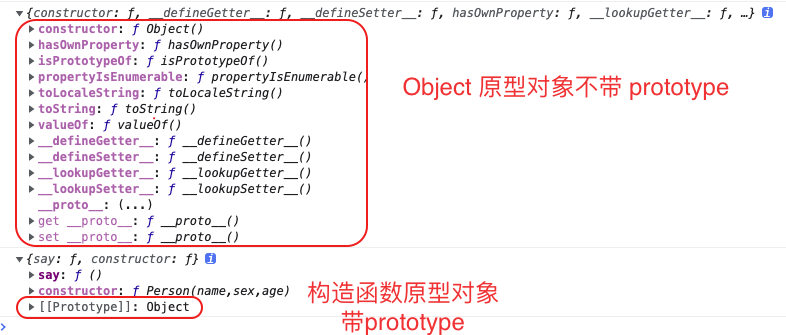 {constructor: ƒ, __defineGetter__: ƒ, __defineSetter__: ƒ, hasOwnProperty: ƒ, __lookupGetter__: ƒ, …}
constructor: ƒ Object()
hasOwnProperty: ƒ hasOwnProperty()
isPrototypeOf: ƒ isPrototypeOf()
propertyIsEnumerable: ƒ propertyIsEnumerable()
toLocaleString: ƒ toLocaleString()
toString: ƒ toString()
valueOf: ƒ valueOf()
__defineGetter__: ƒ __defineGetter__()
__defineSetter__: ƒ __defineSetter__()
__lookupGetter__: ƒ __lookupGetter__()
__lookupSetter__: ƒ __lookupSetter__()
__proto__: (...)
get __proto__: ƒ __proto__()
set __proto__: ƒ __proto__()
Object 原型对象不带 prototype
{say: ƒ, constructor: ƒ}
say: ƒ ()
constructor: ƒ Person(name,sex,age)
[[Prototype]]: Object
构造函数原型对象
带prototype